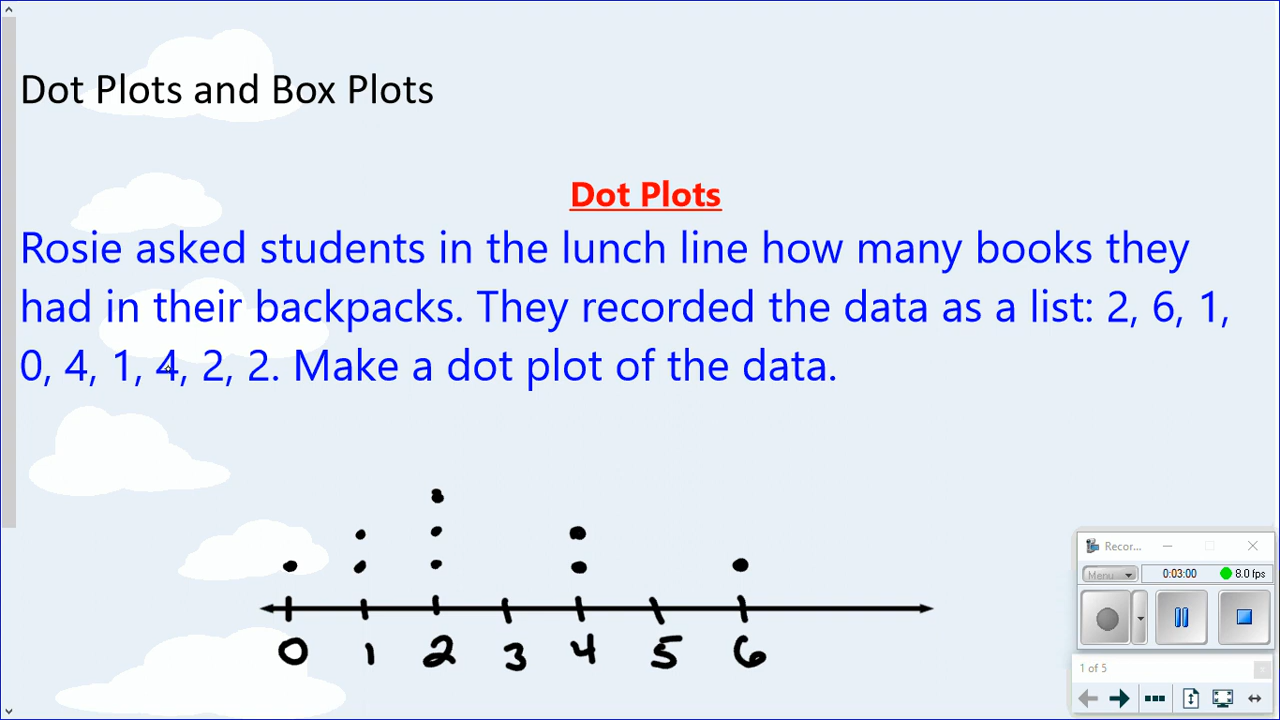 Dot Plots and Box Plots
Dot Plots
Rosie asked students in the lunch line how many books they
had in their backpacks. They recorded the data as a list: 2, 6, 1,
0, 4, 1, 4, 2, 2. Make a dot plot of the data.
0 1 2 3 4 5 6
Recor...
Menu 0:03:00 8.0 fps
1 of 5